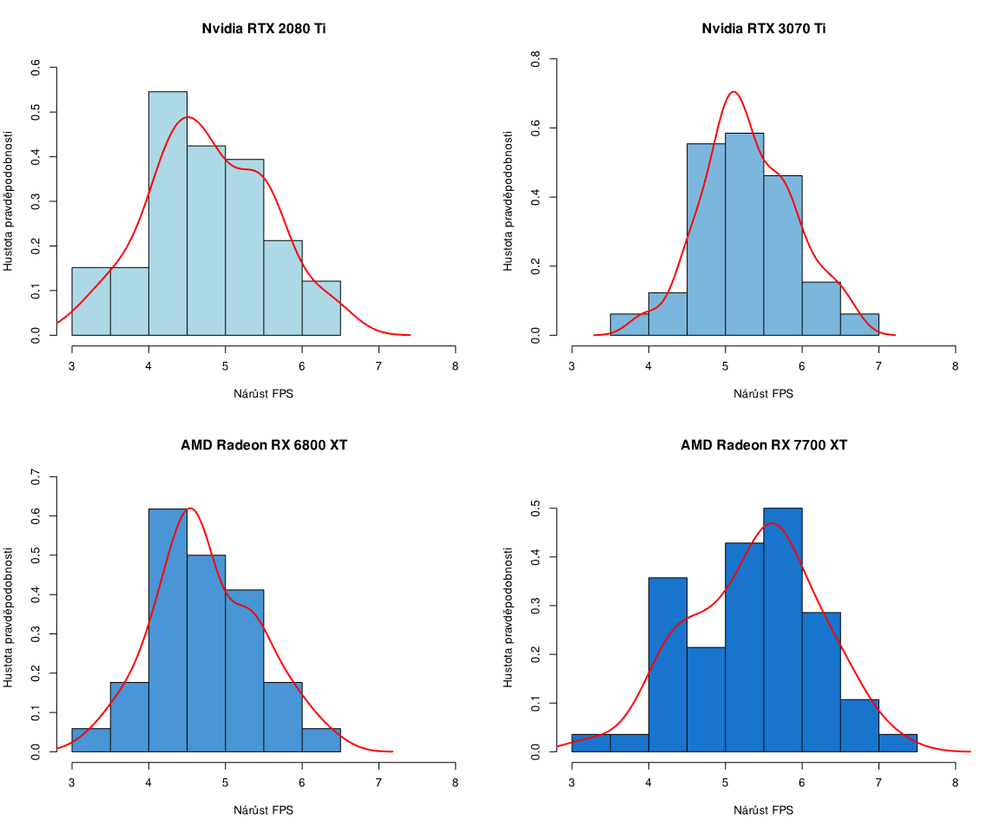 Nvidia RTX 2080 Ti
Hustota pravděpodobnosti
0.0 0.1 0.2 0.3 0.4 0.5 0.6
3 4 5 6 7 8
Nárůst FPS
Nvidia RTX 3070 Ti
Hustota pravděpodobnosti
0.0 0.2 0.4 0.6 0.8
3 4 5 6 7 8
Nárůst FPS
AMD Radeon RX 6800 XT
Hustota pravděpodobnosti
0.0 0.1 0.2 0.3 0.4 0.5 0.6 0.7
3 4 5 6 7 8
Nárůst FPS
AMD Radeon RX 7700 XT
Hustota pravděpodobnosti
0.0 0.1 0.2 0.3 0.4 0.5
3 4 5 6 7 8
Nárůst FPS